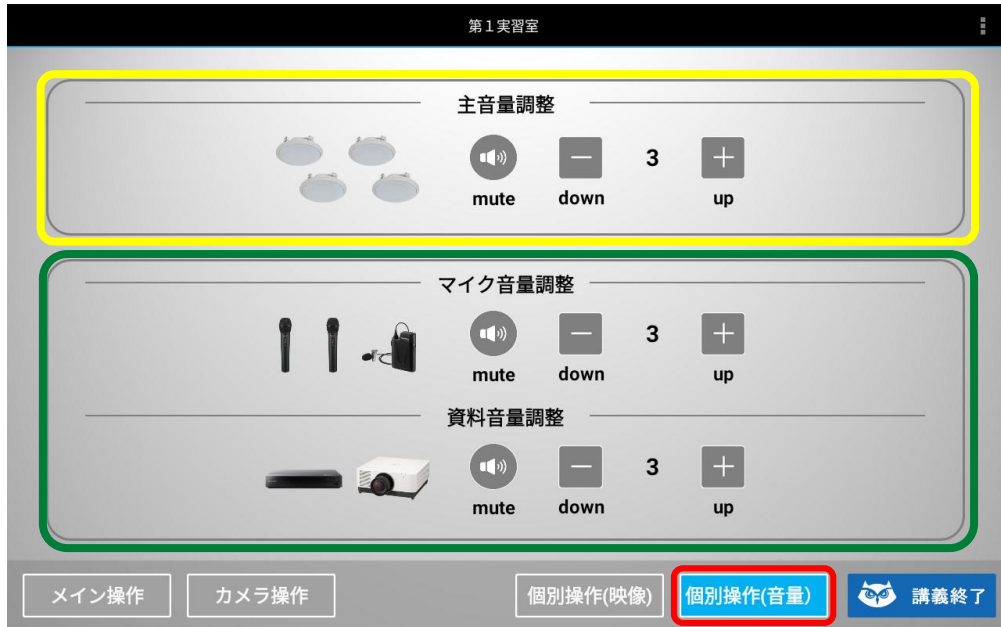 第1実習室
主音量調整
3
mute down up
マイク音量調整
3
mute down up
資料音量調整
3
mute down up
メイン操作 カメラ操作 個別操作(映像) 個別操作(音量) 講義終了